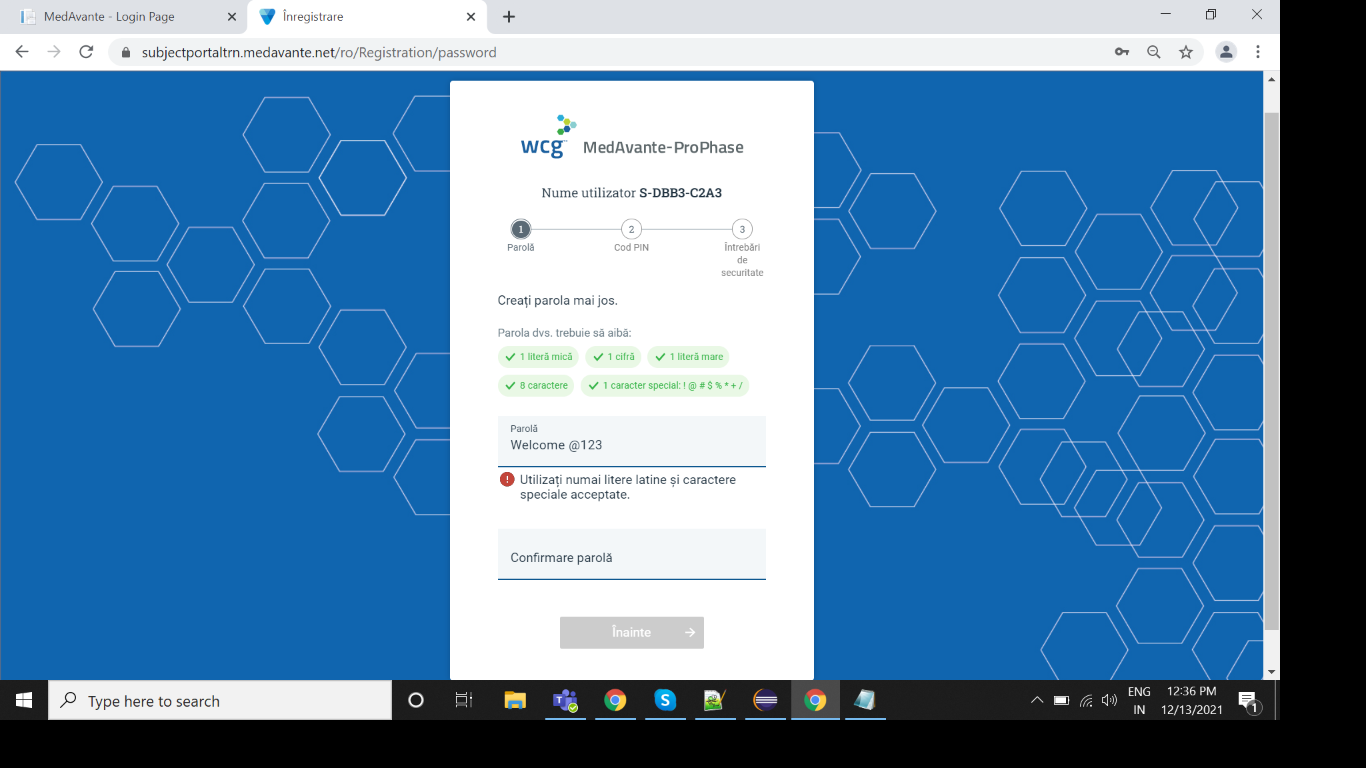 MedAvante - Login Page
Înregistrare
subjectportaltrn.medavante.net/ro/Registration/password
wcg™ MedAvante-ProPhase
Nume utilizator S-DBB3-C2A3
1 2 3
Parolă Cod PIN Întrebări
de
securitate
Creați parola mai jos.
Parola dvs. trebuie să aibă:
1 literă mică 1 cifră 1 literă mare
8 caractere 1 caracter special: ! @ # $ % * + /
Parolă
Welcome @123
Utilizați numai litere latine și caractere
speciale acceptate.
Confirmare parolă
Înainte
Type here to search
ENG 12:36 PM
IN 12/13/2021
1